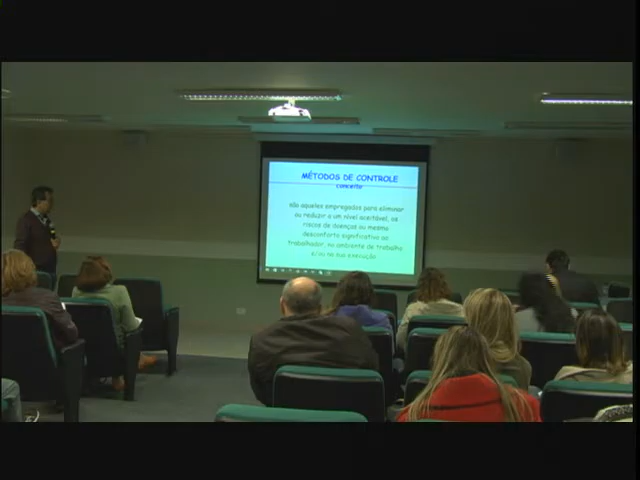 MÉTODOS DE CONTROLE
conceito
são aqueles empregados para eliminar
ou reduzir a um nível aceitável, os
riscos de doenças ou mesmo
desconforto significativo ao
trabalhador, no ambiente de trabalho
e/ou na sua execução